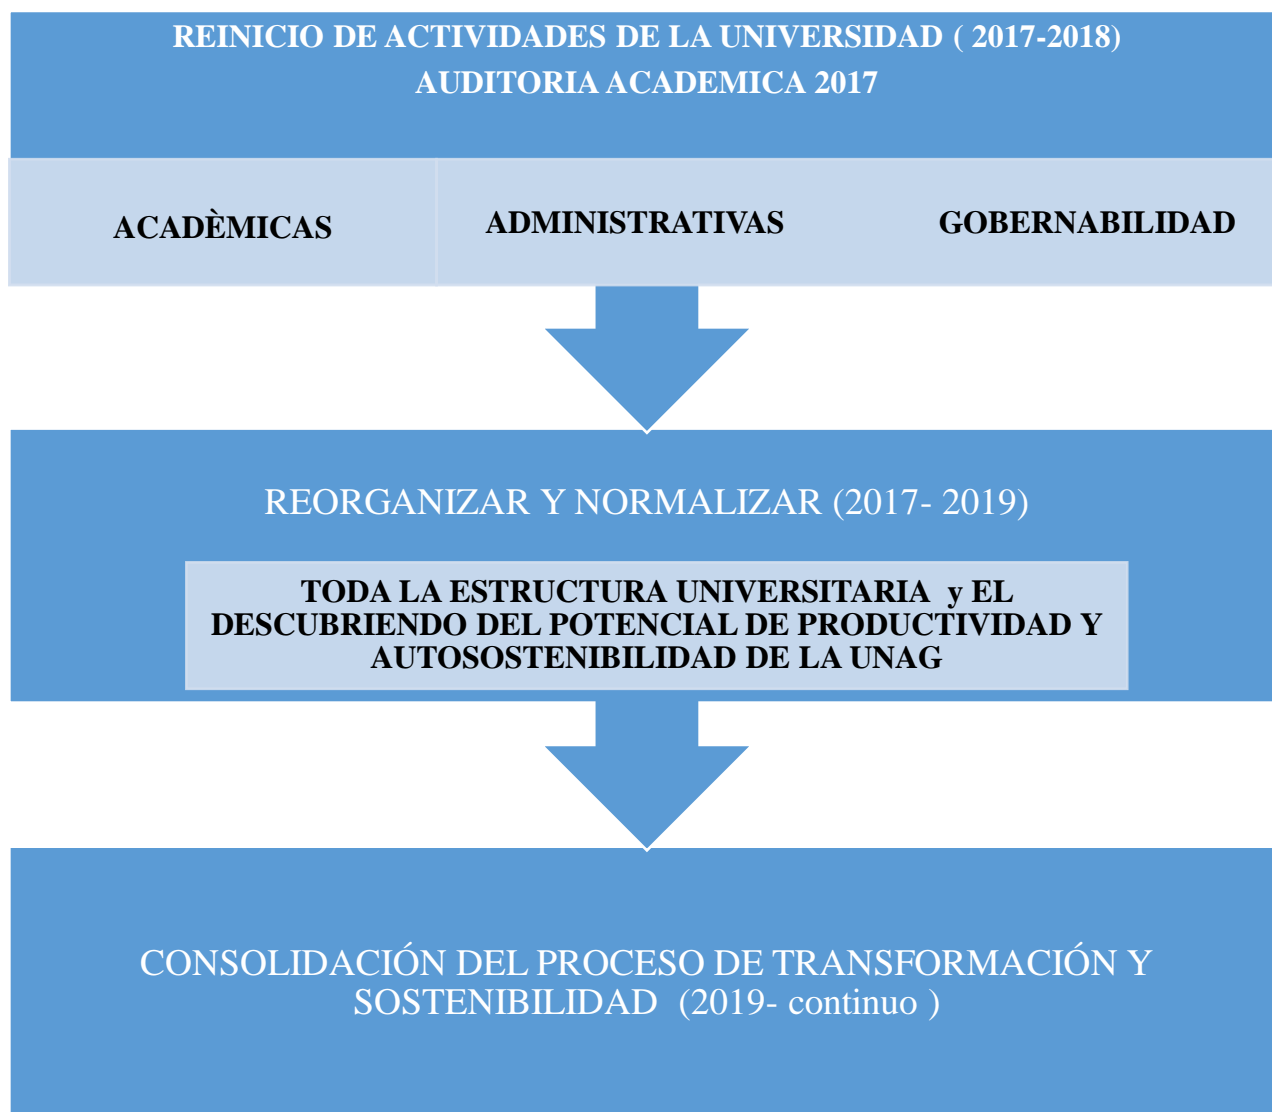 REINICIO DE ACTIVIDADES DE LA UNIVERSIDAD ( 2017-2018)
AUDITORIA ACADEMICA 2017
ACADÈMICAS
ADMINISTRATIVAS
GOBERNABILIDAD
REORGANIZAR Y NORMALIZAR (2017- 2019)
TODA LA ESTRUCTURA UNIVERSITARIA y EL
DESCUBRIENDO DEL POTENCIAL DE PRODUCTIVIDAD Y
AUTOSOSTENIBILIDAD DE LA UNAG
CONSOLIDACIÓN DEL PROCESO DE TRANSFORMACIÓN Y
SOSTENIBILIDAD (2019- continuo )